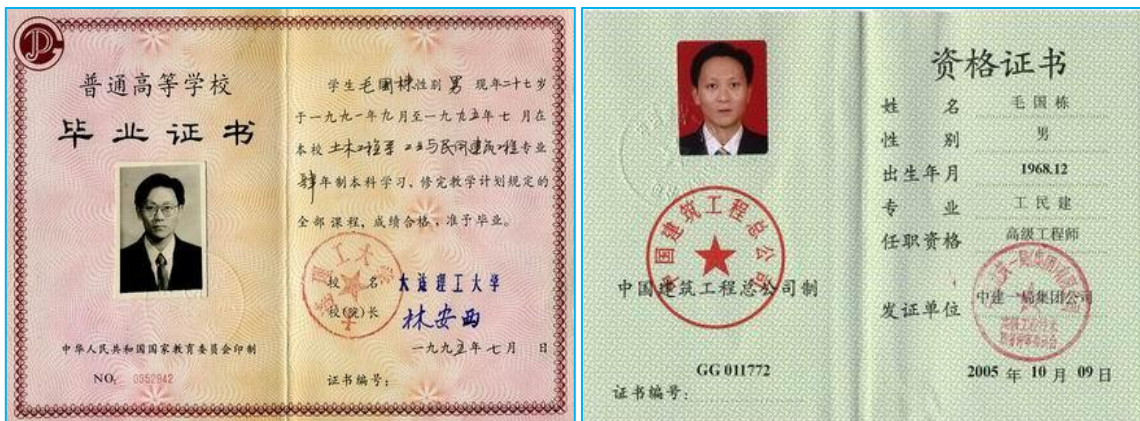 普通高等学校
毕业证书
中华人民共和国国家教育委员会印制
NO: 0352942
学生毛国栋性别男 现年二十七岁
于一九九一年九月至一九九五年七月在
本校土木工程系工业与民用建筑工程专业
肆年制本科学习，修完教学计划规定的
全部课程，成绩合格，准予毕业。
校 名 大连理工大学
校(院)长 林安西
一九九五年七月 日
证书编号：
中国建筑工程总公司
中国建筑工程总公司制
GG 011772
证书编号：
资格证书
姓 名 毛国栋
性 别 男
出生年月 1968.12
专 业 工民建
任职资格 高级工程师
发证单位 中建一局集团公司
2005 年 10 月 09 日